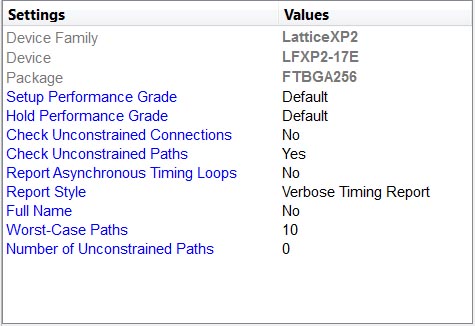 Settings Values
Device Family LatticeXP2
Device LFXP2-17E
Package FTBGA256
Setup Performance Grade Default
Hold Performance Grade Default
Check Unconstrained Connections No
Check Unconstrained Paths Yes
Report Asynchronous Timing Loops No
Report Style Verbose Timing Report
Full Name No
Worst-Case Paths 10
Number of Unconstrained Paths 0